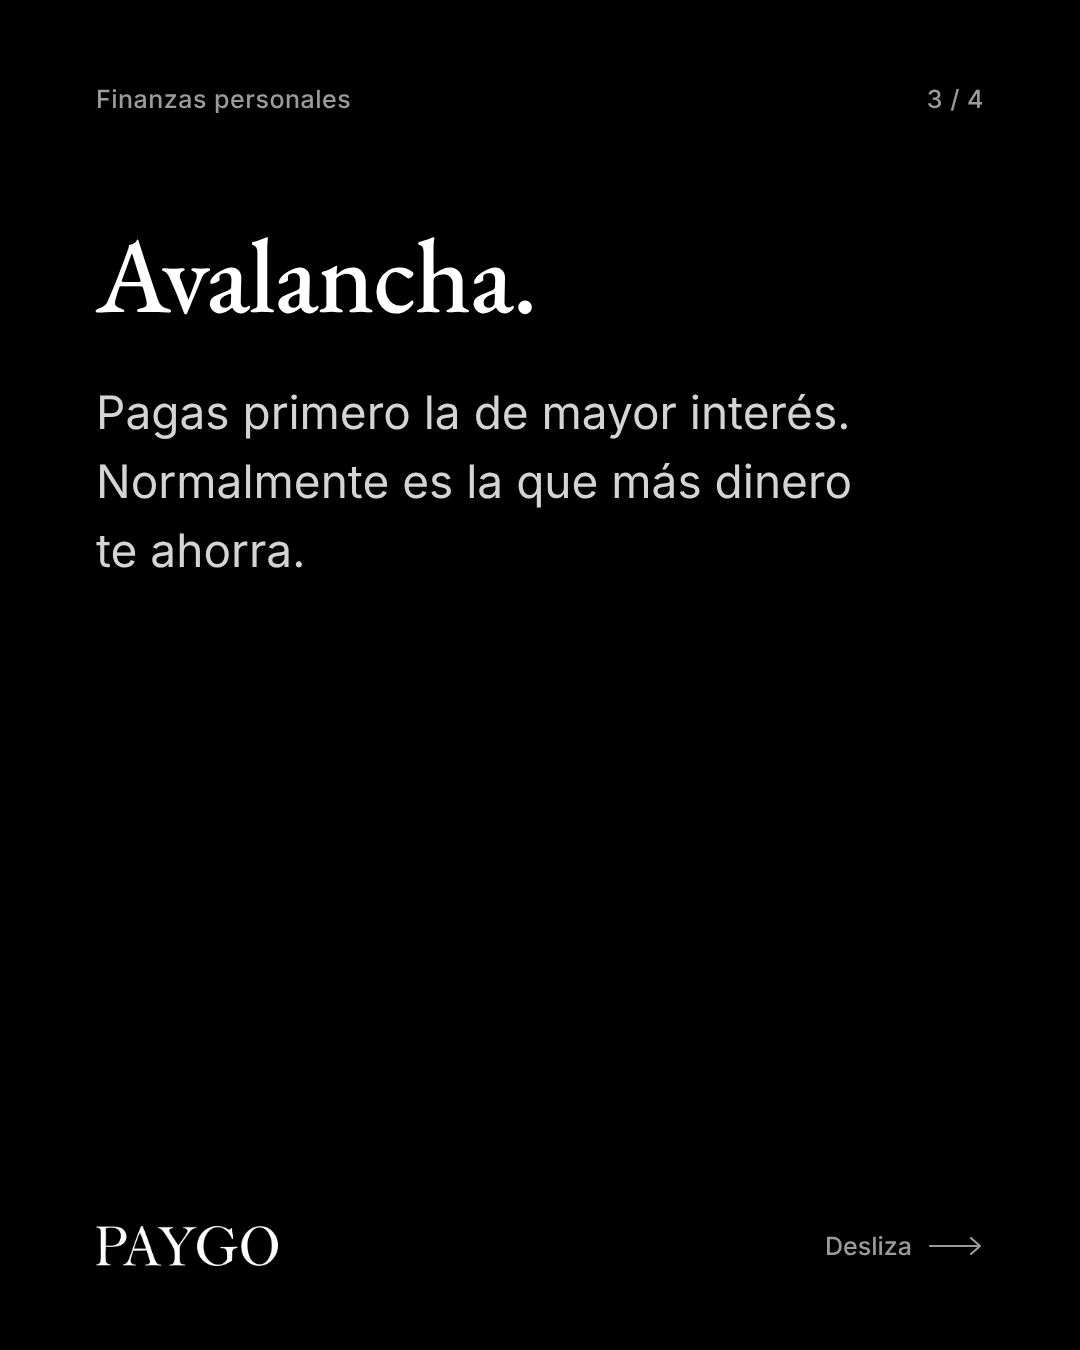 Finanzas personales
3 / 4
Avalancha.
Pagas primero la de mayor interés.
Normalmente es la que más dinero
te ahorra.
PAYGO
Desliza